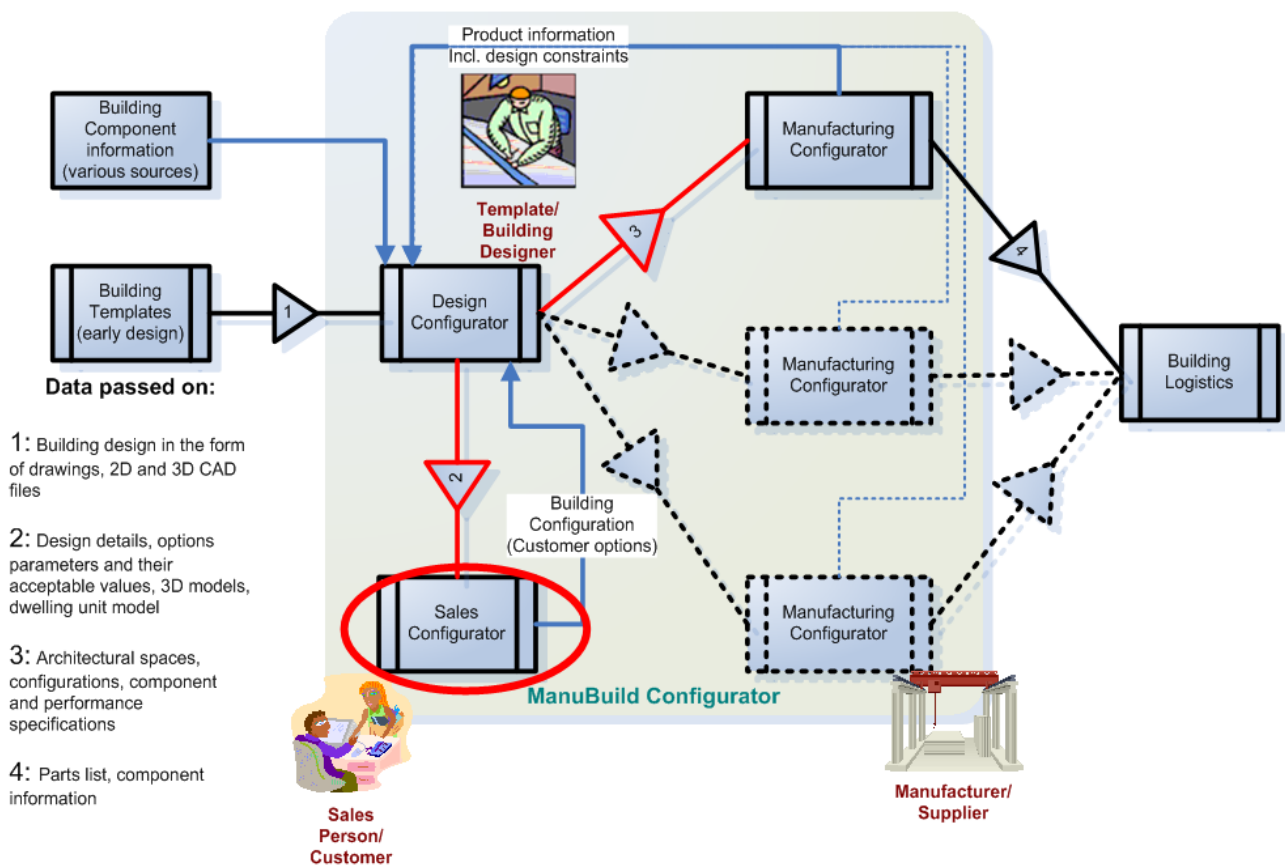 Product information
Incl. design constraints
Building
Component
information
(various sources)
Manufacturing
Configurator
Template/
Building
Designer
3
4
Building
Templates
(early design)
1
Design
Configurator
Manufacturing
Configurator
Building
Logistics
Data passed on:
1: Building design in the form
of drawings, 2D and 3D CAD
files
2
2: Design details, options
parameters and their
acceptable values, 3D models,
dwelling unit model
Building
Configuration
(Customer options)
Sales
Configurator
Manufacturing
Configurator
3: Architectural spaces,
configurations, component
and performance
specifications
ManuBuild Configurator
4: Parts list, component
information
Sales
Person/
Customer
Manufacturer/
Supplier